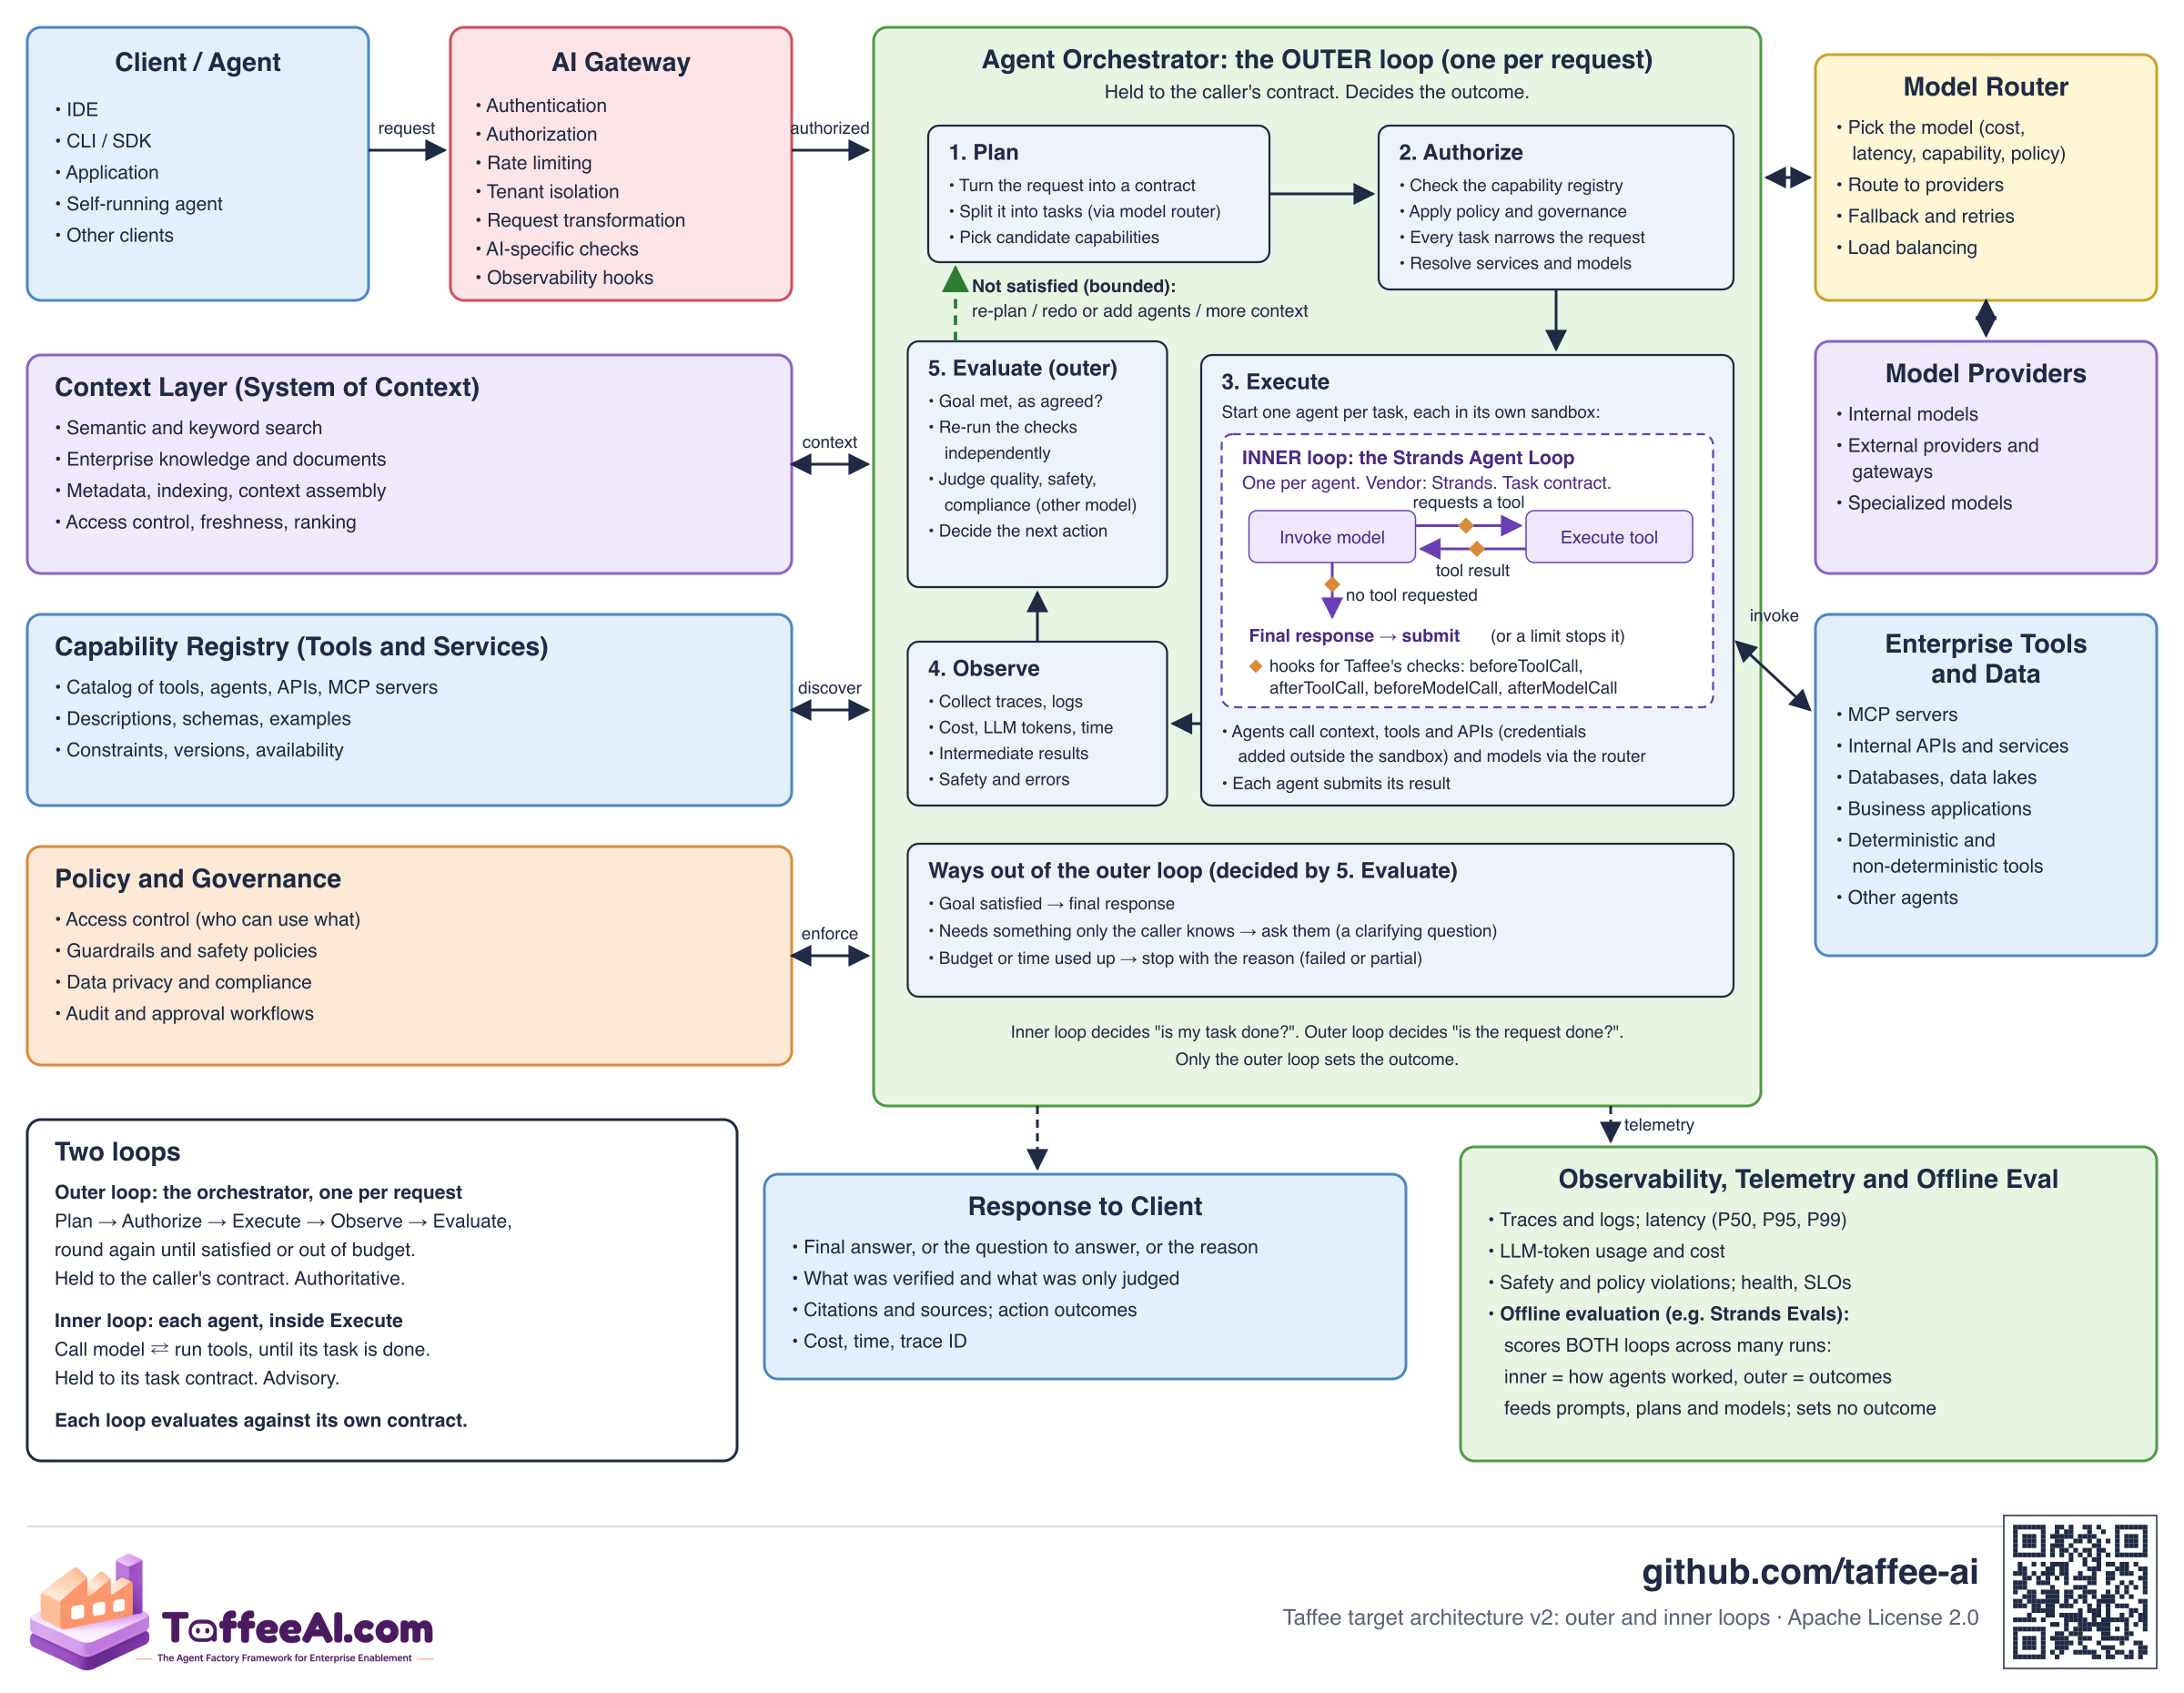 Client / Agent
• IDE
• CLI / SDK
• Application
• Self-running agent
• Other clients
request
AI Gateway
• Authentication
• Authorization
• Rate limiting
• Tenant isolation
• Request transformation
• AI-specific checks
• Observability hooks
authorized
Agent Orchestrator: the OUTER loop (one per request)
Held to the caller's contract. Decides the outcome.
1. Plan
• Turn the request into a contract
• Split it into tasks (via model router)
• Pick candidate capabilities
2. Authorize
• Check the capability registry
• Apply policy and governance
• Every task narrows the request
• Resolve services and models
Not satisfied (bounded):
re-plan / redo or add agents / more context
5. Evaluate (outer)
• Goal met, as agreed?
• Re-run the checks
independently
• Judge quality, safety,
compliance (other model)
• Decide the next action
3. Execute
Start one agent per task, each in its own sandbox:
INNER loop: the Strands Agent Loop
One per agent. Vendor: Strands. Task contract.
requests a tool
Invoke model
Execute tool
tool result
no tool requested
Final response → submit (or a limit stops it)
hooks for Taffee's checks: beforeToolCall,
afterToolCall, beforeModelCall, afterModelCall
• Agents call context, tools and APIs (credentials
added outside the sandbox) and models via the router
• Each agent submits its result
4. Observe
• Collect traces, logs
• Cost, LLM tokens, time
• Intermediate results
• Safety and errors
Ways out of the outer loop (decided by 5. Evaluate)
• Goal satisfied → final response
• Needs something only the caller knows → ask them (a clarifying question)
• Budget or time used up → stop with the reason (failed or partial)
Inner loop decides "is my task done?". Outer loop decides "is the request done?".
Only the outer loop sets the outcome.
Model Router
• Pick the model (cost,
latency, capability, policy)
• Route to providers
• Fallback and retries
• Load balancing
Model Providers
• Internal models
• External providers and
gateways
• Specialized models
invoke
Enterprise Tools
and Data
• MCP servers
• Internal APIs and services
• Databases, data lakes
• Business applications
• Deterministic and
non-deterministic tools
• Other agents
Context Layer (System of Context)
• Semantic and keyword search
• Enterprise knowledge and documents
• Metadata, indexing, context assembly
• Access control, freshness, ranking
context
Capability Registry (Tools and Services)
• Catalog of tools, agents, APIs, MCP servers
• Descriptions, schemas, examples
• Constraints, versions, availability
discover
Policy and Governance
• Access control (who can use what)
• Guardrails and safety policies
• Data privacy and compliance
• Audit and approval workflows
enforce
Two loops
Outer loop: the orchestrator, one per request
Plan → Authorize → Execute → Observe → Evaluate,
round again until satisfied or out of budget.
Held to the caller's contract. Authoritative.
Inner loop: each agent, inside Execute
Call model ⇄ run tools, until its task is done.
Held to its task contract. Advisory.
Each loop evaluates against its own contract.
Response to Client
• Final answer, or the question to answer, or the reason
• What was verified and what was only judged
• Citations and sources; action outcomes
• Cost, time, trace ID
telemetry
Observability, Telemetry and Offline Eval
• Traces and logs; latency (P50, P95, P99)
• LLM-token usage and cost
• Safety and policy violations; health, SLOs
• Offline evaluation (e.g. Strands Evals):
scores BOTH loops across many runs:
inner = how agents worked, outer = outcomes
feeds prompts, plans and models; sets no outcome
TaffeeAI.com
The Agent Factory Framework for Enterprise Enablement
github.com/taffee-ai
Taffee target architecture v2: outer and inner loops · Apache License 2.0